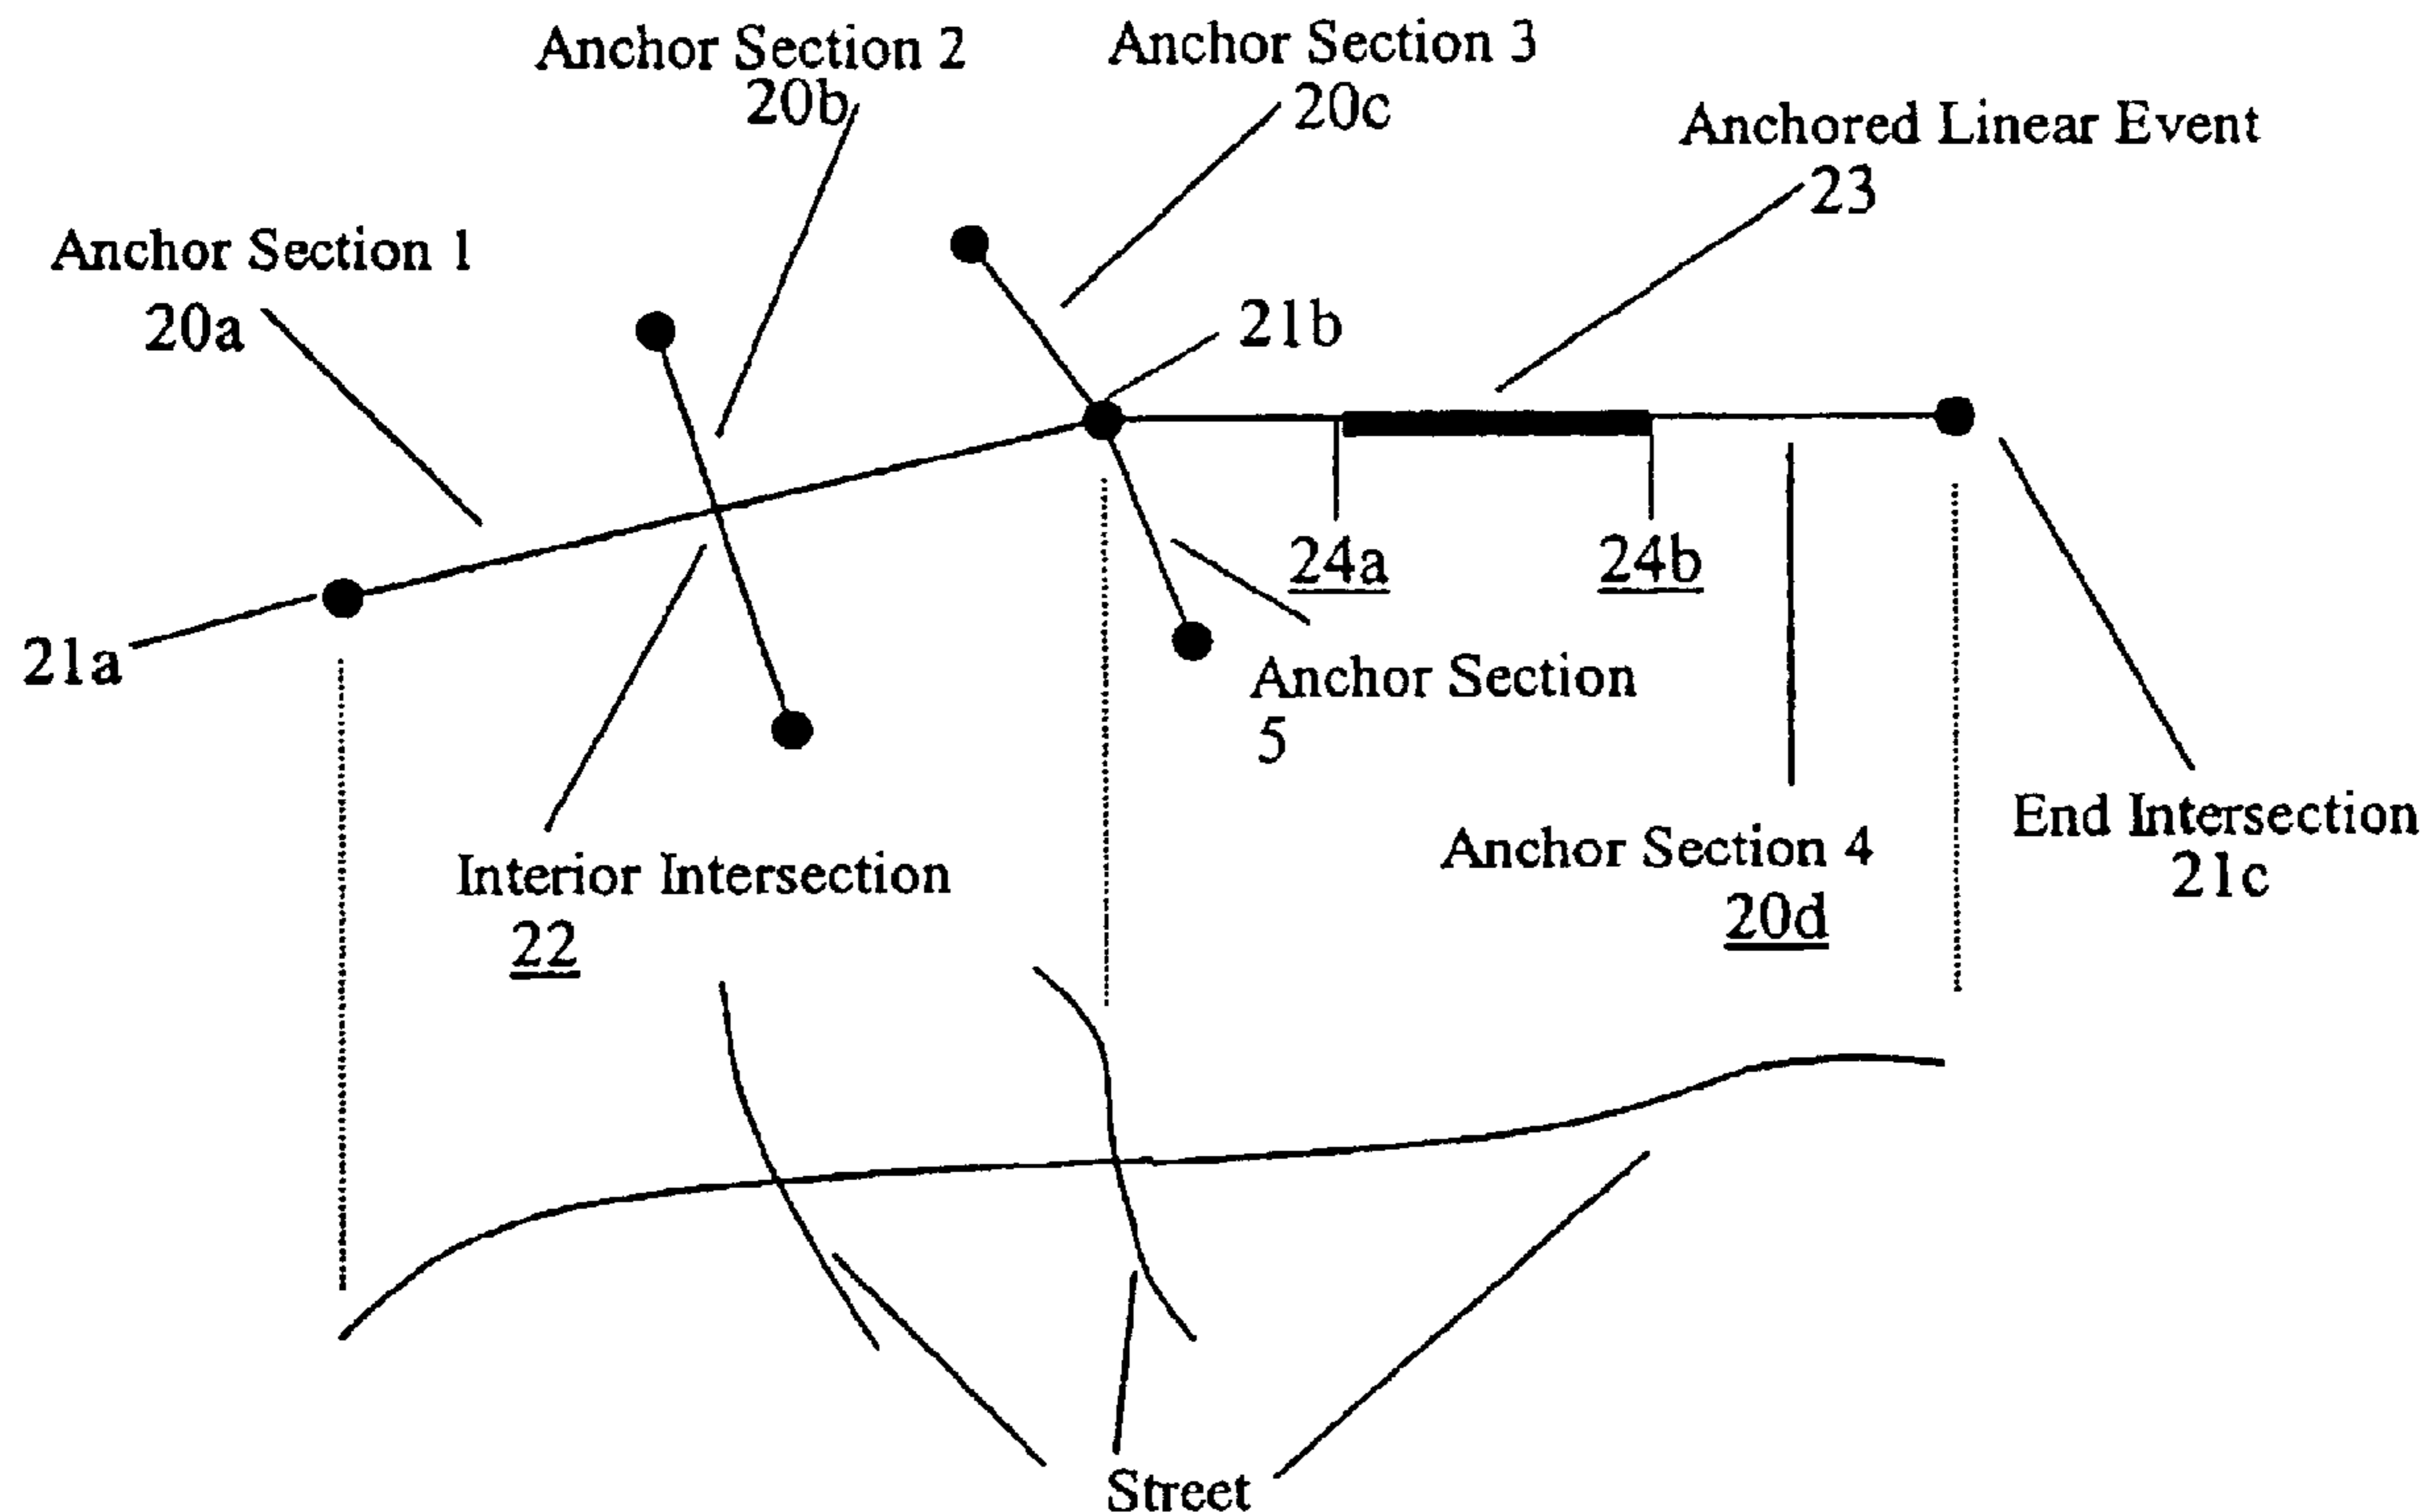 Anchor Section 2
20b
Anchor Section 3
20c
Anchored Linear Event
23
Anchor Section 1
20a
21b
24a
24b
21a
Anchor Section
5
End Intersection
21c
Anchor Section 4
20d
Interior Intersection
22
Street